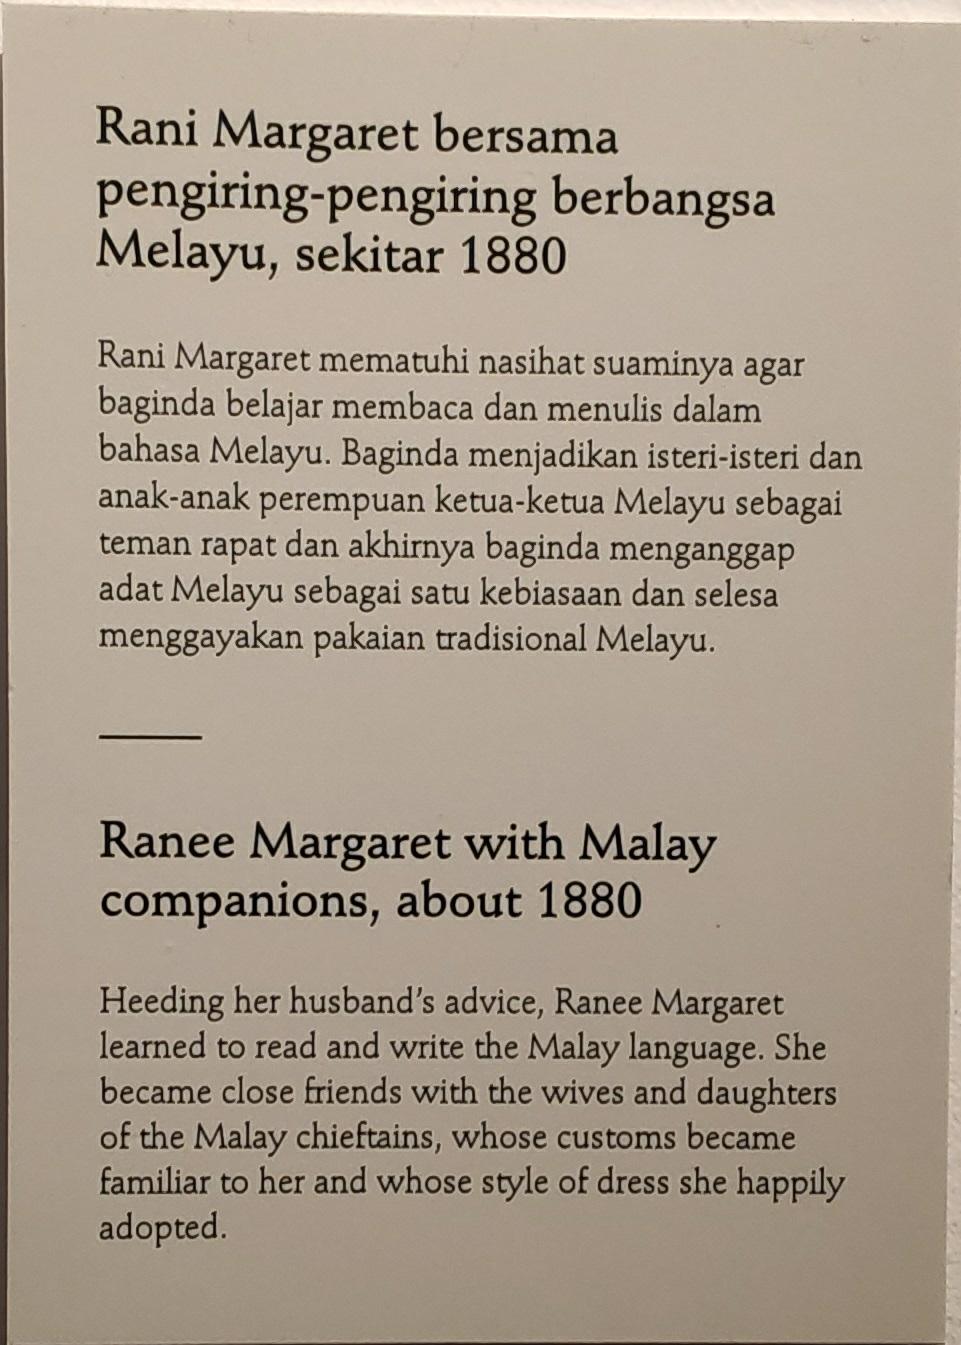 Rani Margaret bersama
pengiring-pengiring berbangsa
Melayu, sekitar 1880
Rani Margaret mematuhi nasihat suaminya agar
baginda belajar membaca dan menulis dalam
bahasa Melayu. Baginda menjadikan isteri-isteri dan
anak-anak perempuan ketua-ketua Melayu sebagai
teman rapat dan akhirnya baginda menganggap
adat Melayu sebagai satu kebiasaan dan selesa
menggayakan pakaian tradisional Melayu.
Ranee Margaret with Malay
companions, about 1880
Heeding her husband's advice, Ranee Margaret
learned to read and write the Malay language. She
became close friends with the wives and daughters
of the Malay chieftains, whose customs became
familiar to her and whose style of dress she happily
adopted.